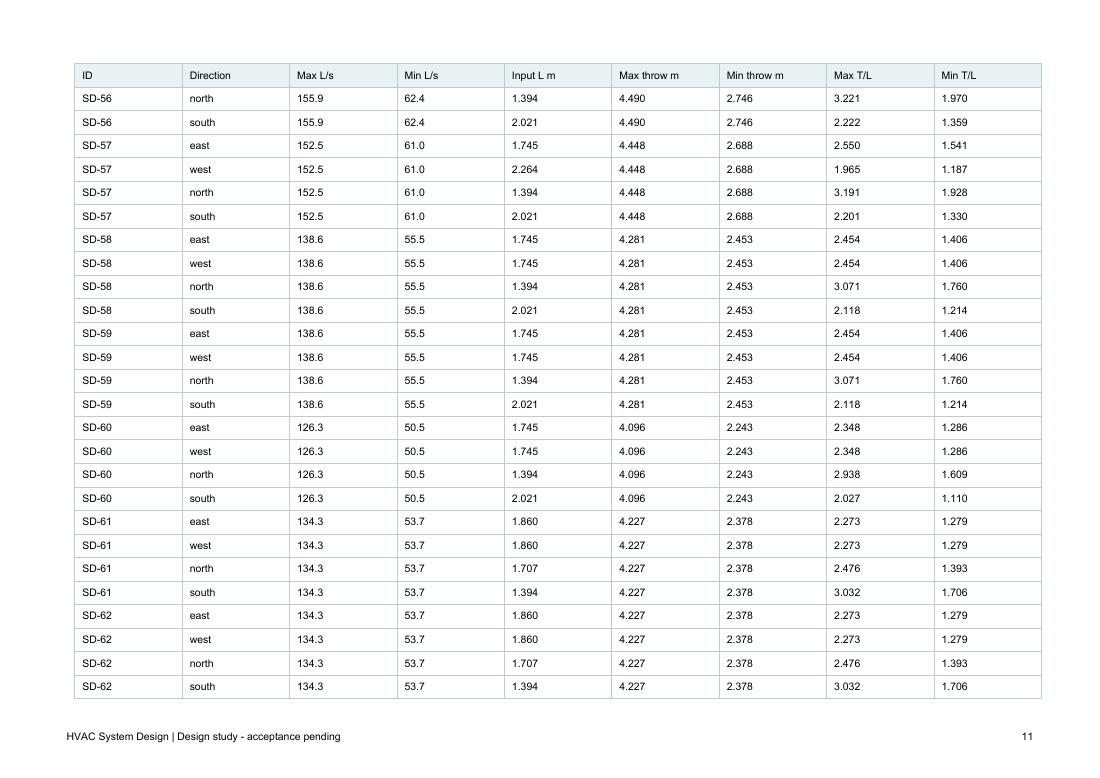 ID Direction Max L/s Min L/s Input L m Max throw m Min throw m Max T/L Min T/L
SD-56 north 155.9 62.4 1.394 4.490 2.746 3.221 1.970
SD-56 south 155.9 62.4 2.021 4.490 2.746 2.222 1.359
SD-57 east 152.5 61.0 1.745 4.448 2.688 2.550 1.541
SD-57 west 152.5 61.0 2.264 4.448 2.688 1.965 1.187
SD-57 north 152.5 61.0 1.394 4.448 2.688 3.191 1.928
SD-57 south 152.5 61.0 2.021 4.448 2.688 2.201 1.330
SD-58 east 138.6 55.5 1.745 4.281 2.453 2.454 1.406
SD-58 west 138.6 55.5 1.745 4.281 2.453 2.454 1.406
SD-58 north 138.6 55.5 1.394 4.281 2.453 3.071 1.760
SD-58 south 138.6 55.5 2.021 4.281 2.453 2.118 1.214
SD-59 east 138.6 55.5 1.745 4.281 2.453 2.454 1.406
SD-59 west 138.6 55.5 1.745 4.281 2.453 2.454 1.406
SD-59 north 138.6 55.5 1.394 4.281 2.453 3.071 1.760
SD-59 south 138.6 55.5 2.021 4.281 2.453 2.118 1.214
SD-60 east 126.3 50.5 1.745 4.096 2.243 2.348 1.286
SD-60 west 126.3 50.5 1.745 4.096 2.243 2.348 1.286
SD-60 north 126.3 50.5 1.394 4.096 2.243 2.938 1.609
SD-60 south 126.3 50.5 2.021 4.096 2.243 2.027 1.110
SD-61 east 134.3 53.7 1.860 4.227 2.378 2.273 1.279
SD-61 west 134.3 53.7 1.860 4.227 2.378 2.273 1.279
SD-61 north 134.3 53.7 1.707 4.227 2.378 2.476 1.393
SD-61 south 134.3 53.7 1.394 4.227 2.378 3.032 1.706
SD-62 east 134.3 53.7 1.860 4.227 2.378 2.273 1.279
SD-62 west 134.3 53.7 1.860 4.227 2.378 2.273 1.279
SD-62 north 134.3 53.7 1.707 4.227 2.378 2.476 1.393
SD-62 south 134.3 53.7 1.394 4.227 2.378 3.032 1.706
HVAC System Design | Design study - acceptance pending 11